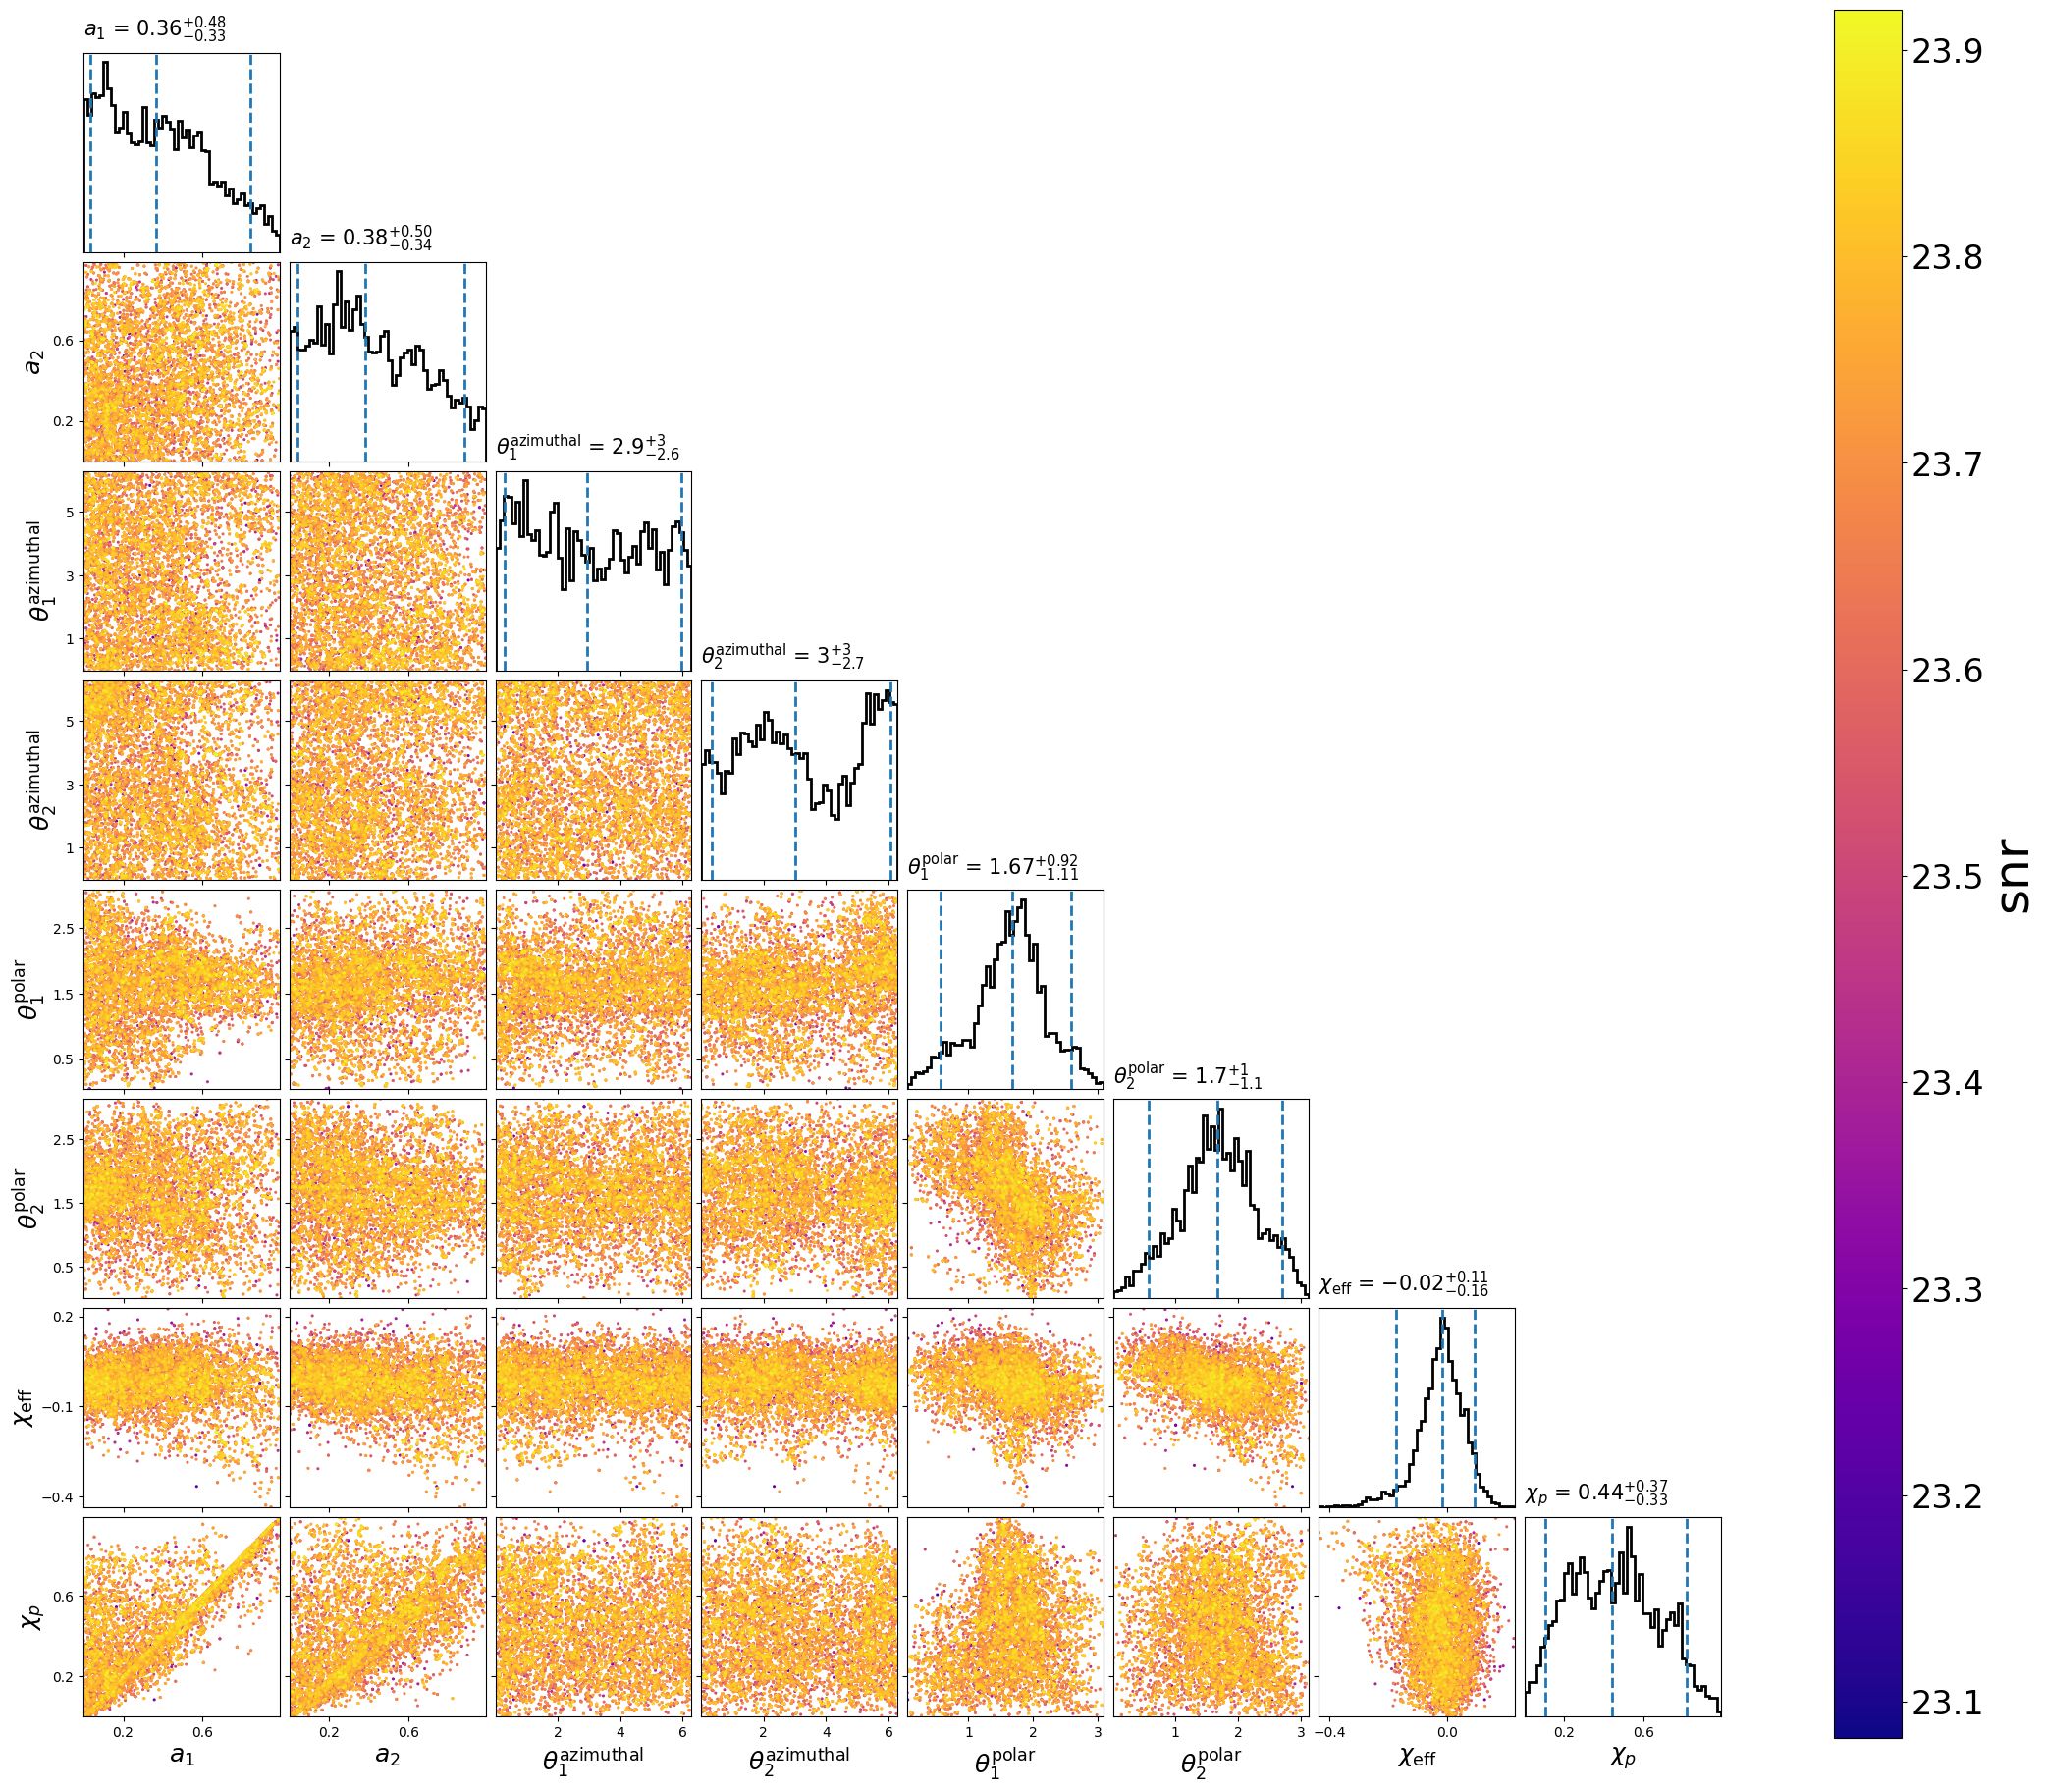 a₁ = 0.36⁺⁰·⁴⁸₋₀.₃₃
23.9
a₂ = 0.38⁺⁰·⁵⁰₋₀.₃₄
23.8
a₂
0.6
0.2
θ₁^azimuthal = 2.9⁺³₋₂.₆
23.7
θ₁^azimuthal
5
3
1
θ₂^azimuthal = 3⁺³₋₂.₇
23.6
θ₂^azimuthal
5
3
1
θ₁^polar = 1.67⁺⁰·⁹²₋₁.₁₁
23.5
snr
θ₁^polar
2.5
1.5
0.5
θ₂^polar = 1.7⁺¹₋₁.₁
23.4
θ₂^polar
2.5
1.5
0.5
χ_eff = −0.02⁺⁰·¹¹₋₀.₁₆
23.3
χ_eff
0.2
−0.1
−0.4
χₚ = 0.44⁺⁰·³⁷₋₀.₃₃
23.2
χₚ
0.6
0.2
23.1
0.2 0.6 0.2 0.6 2 4 6 2 4 6 1 2 3 1 2 3 −0.4 0.0 0.2 0.6
a₁ a₂ θ₁^azimuthal θ₂^azimuthal θ₁^polar θ₂^polar χ_eff χₚ